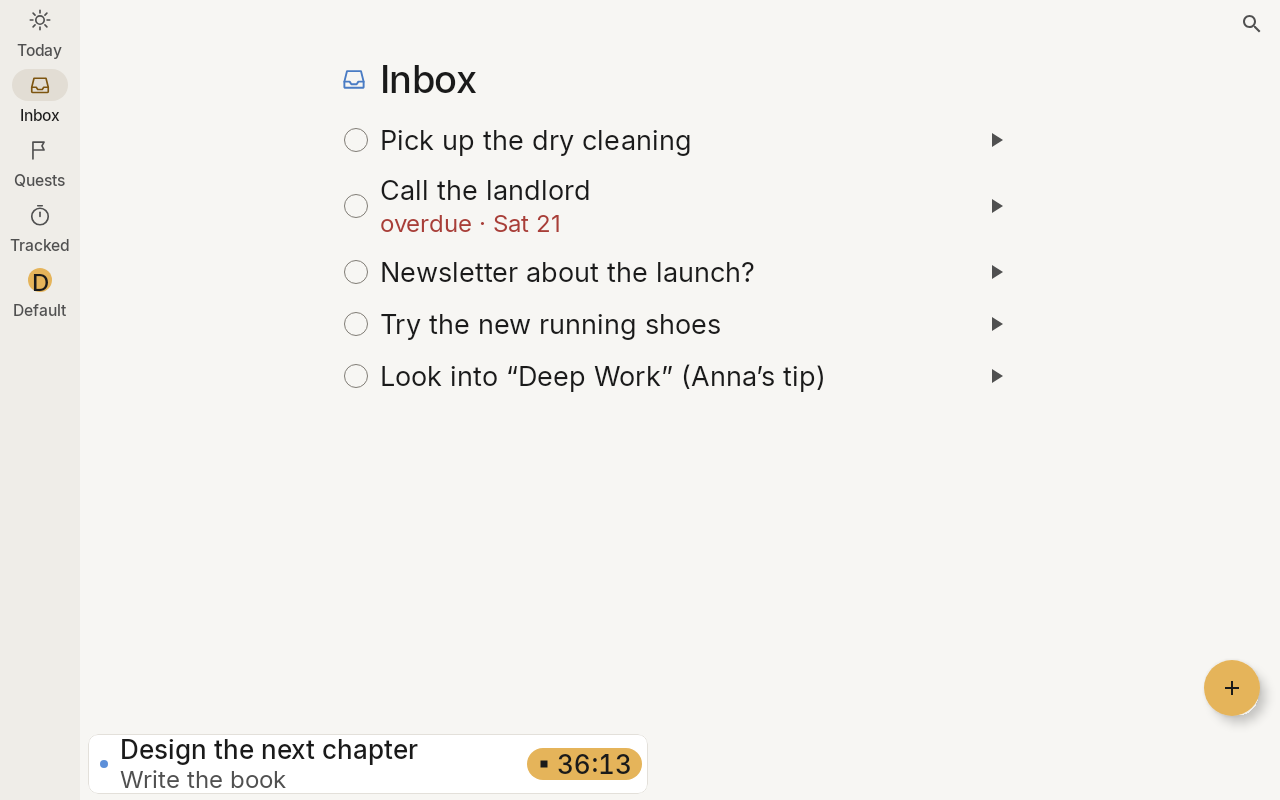 Today
Inbox
Quests
Tracked
D
Default
Inbox
Pick up the dry cleaning
Call the landlord
overdue · Sat 21
Newsletter about the launch?
Try the new running shoes
Look into “Deep Work” (Anna’s tip)
Design the next chapter
Write the book
36:13